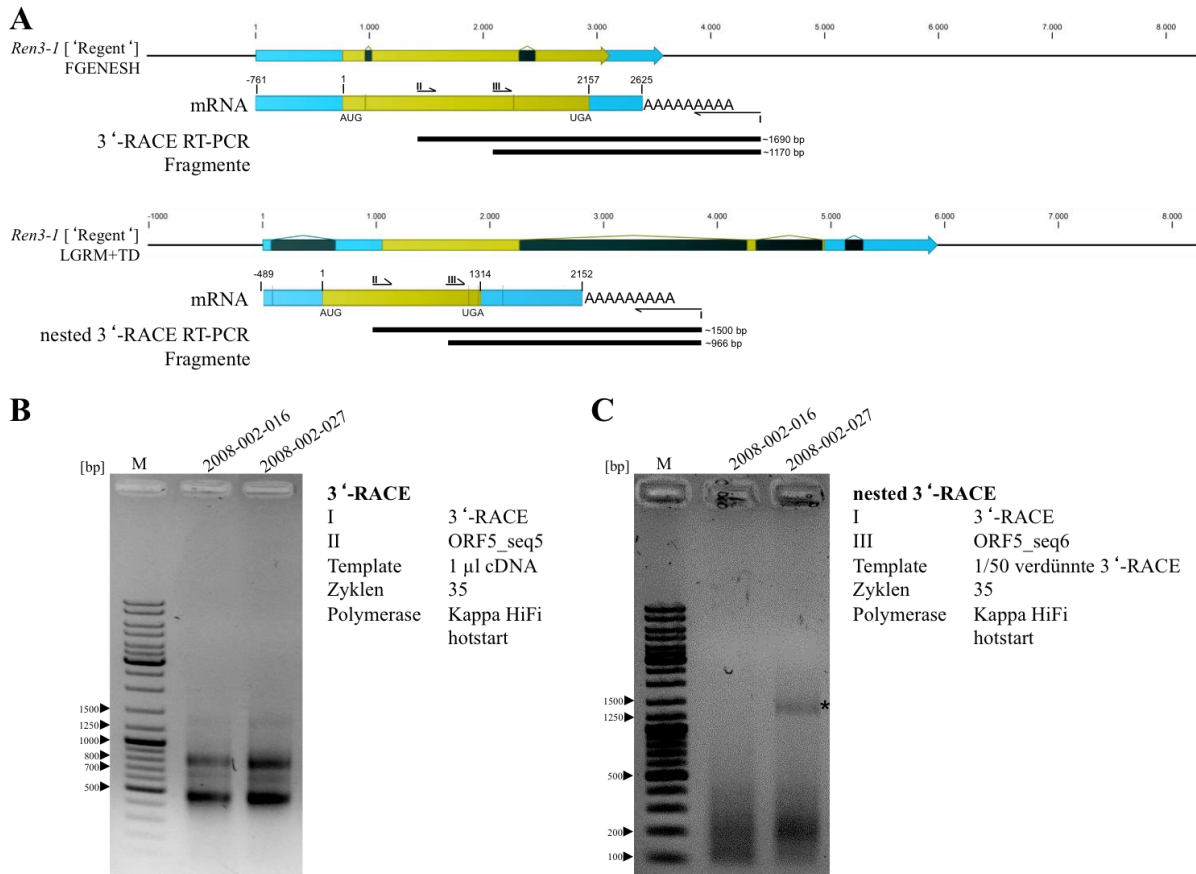 A
1 1.000 2.000 3.000 4.000 5.000 6.000 7.000 8.000
Ren3-1 [‘Regent‘]
FGENESH
-761 1 II III 2157 2625
mRNA
AAAAAAAAA
AUG UGA I
3‘-RACE RT-PCR
Fragmente
~1690 bp
~1170 bp
-1000 1 1.000 2.000 3.000 4.000 5.000 6.000 7.000 8.000
Ren3-1 [‘Regent‘]
LGRM+TD
-489 1 II III 1314 2152
mRNA
AAAAAAAAA
AUG UGA I
nested 3‘-RACE RT-PCR
Fragmente
~1500 bp
~966 bp
B
[bp] M 2008-002-016 2008-002-027
1500
1250
1000
800
700
500
3‘-RACE
I 3‘-RACE
II ORF5_seq5
Template 1 µl cDNA
Zyklen 35
Polymerase Kappa HiFi
hotstart
C
[bp] M 2008-002-016 2008-002-027
1500
*
1250
500
200
100
nested 3‘-RACE
I 3‘-RACE
III ORF5_seq6
Template 1/50 verdünnte 3‘-RACE
Zyklen 35
Polymerase Kappa HiFi
hotstart